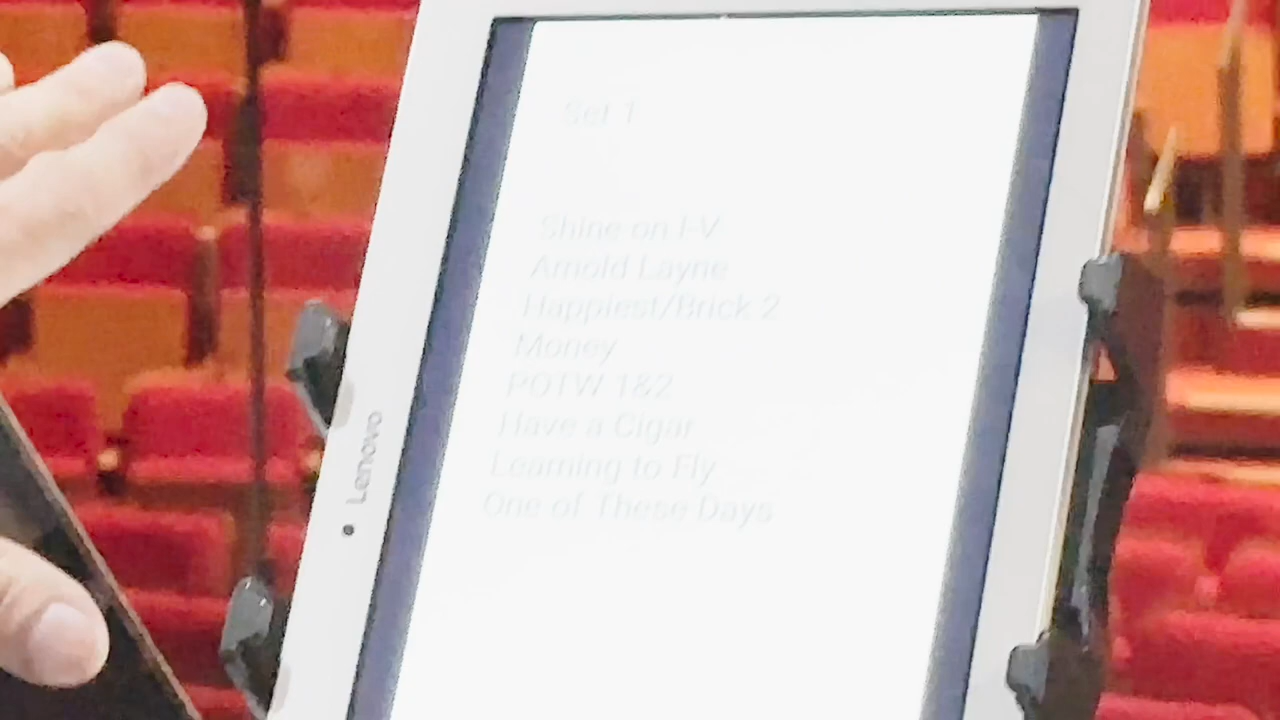 Set 1
Shine on I-V
Arnold Layne
Happiest/Brick 2
Money
POTW 1&2
Have a Cigar
Learning to Fly
One of These Days
Lenovo